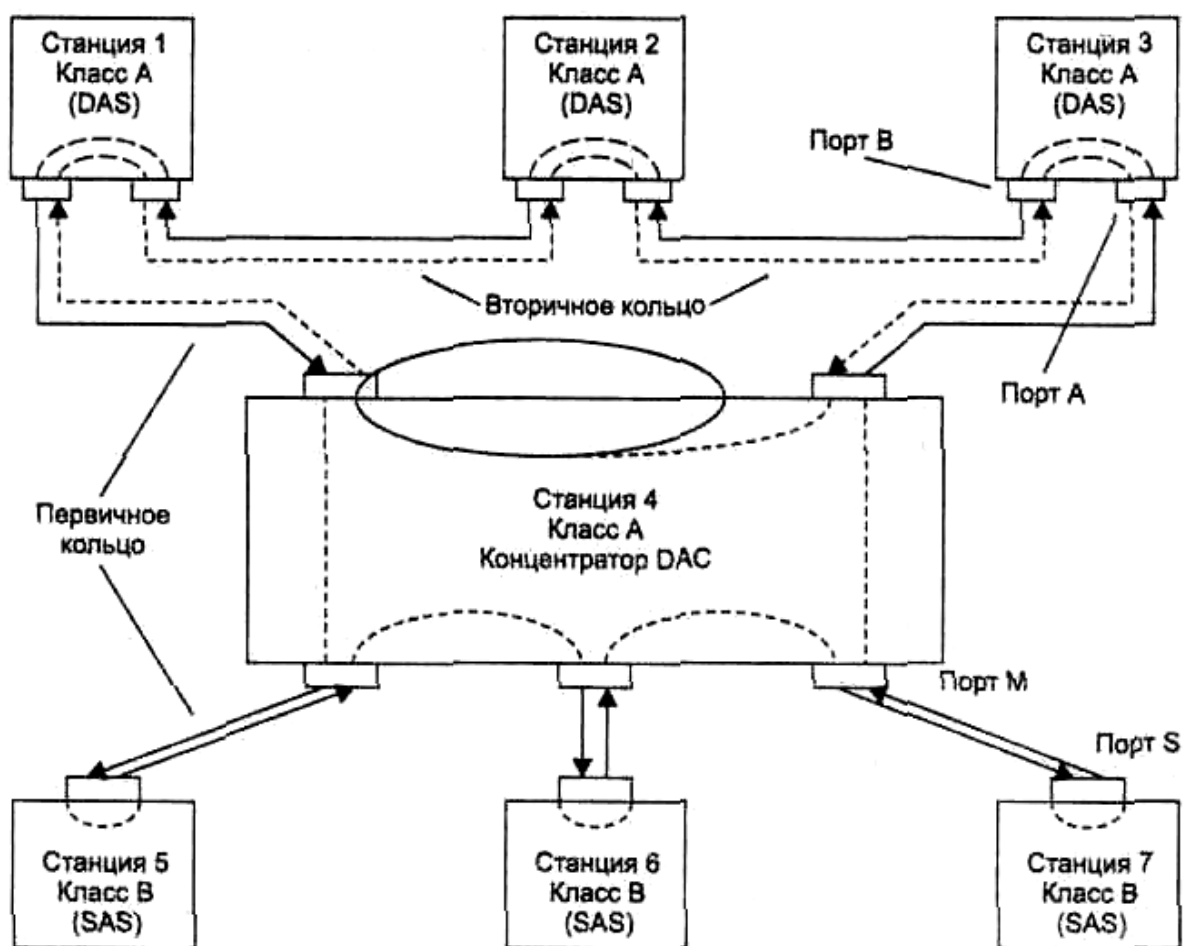 Станция 1
Класс А
(DAS)
Станция 2
Класс А
(DAS)
Станция 3
Класс А
(DAS)
Порт В
Вторичное кольцо
Порт А
Первичное
кольцо
Станция 4
Класс А
Концентратор DAC
Порт М
Порт S
Станция 5
Класс В
(SAS)
Станция 6
Класс В
(SAS)
Станция 7
Класс В
(SAS)